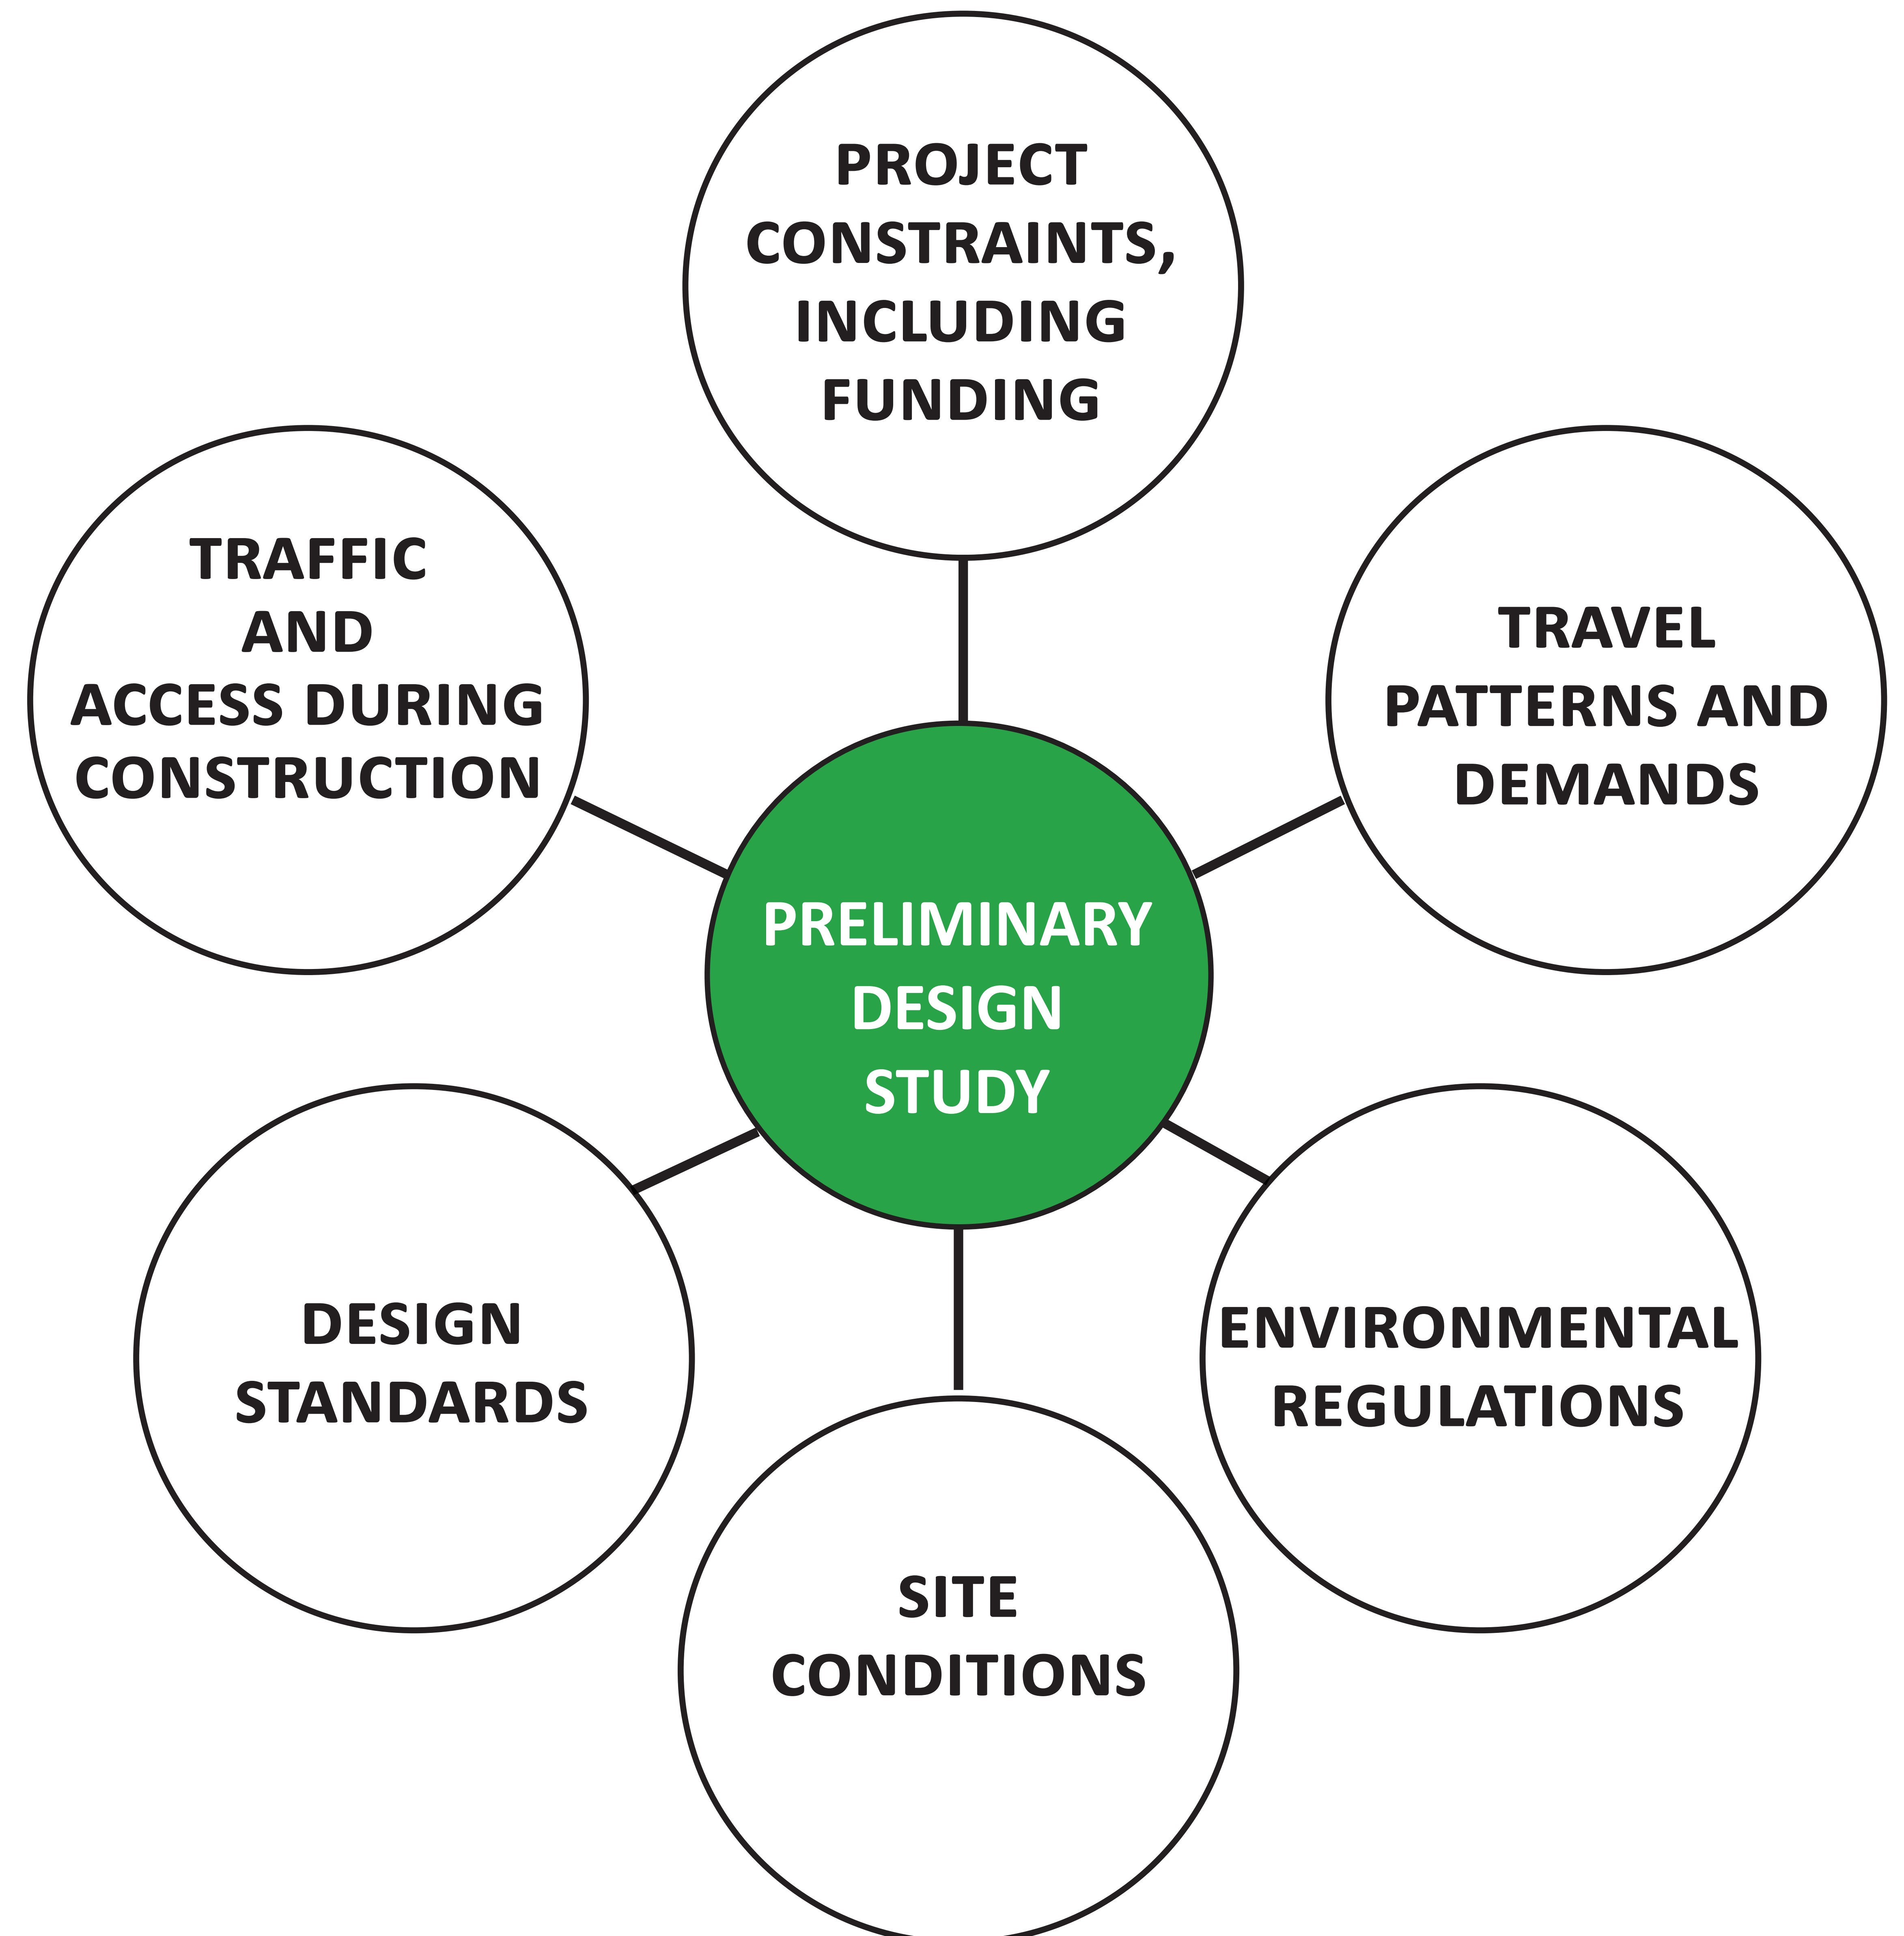 PROJECT
CONSTRAINTS,
INCLUDING
FUNDING
TRAFFIC
AND
ACCESS DURING
CONSTRUCTION
TRAVEL
PATTERNS AND
DEMANDS
PRELIMINARY
DESIGN
STUDY
DESIGN
STANDARDS
ENVIRONMENTAL
REGULATIONS
SITE
CONDITIONS